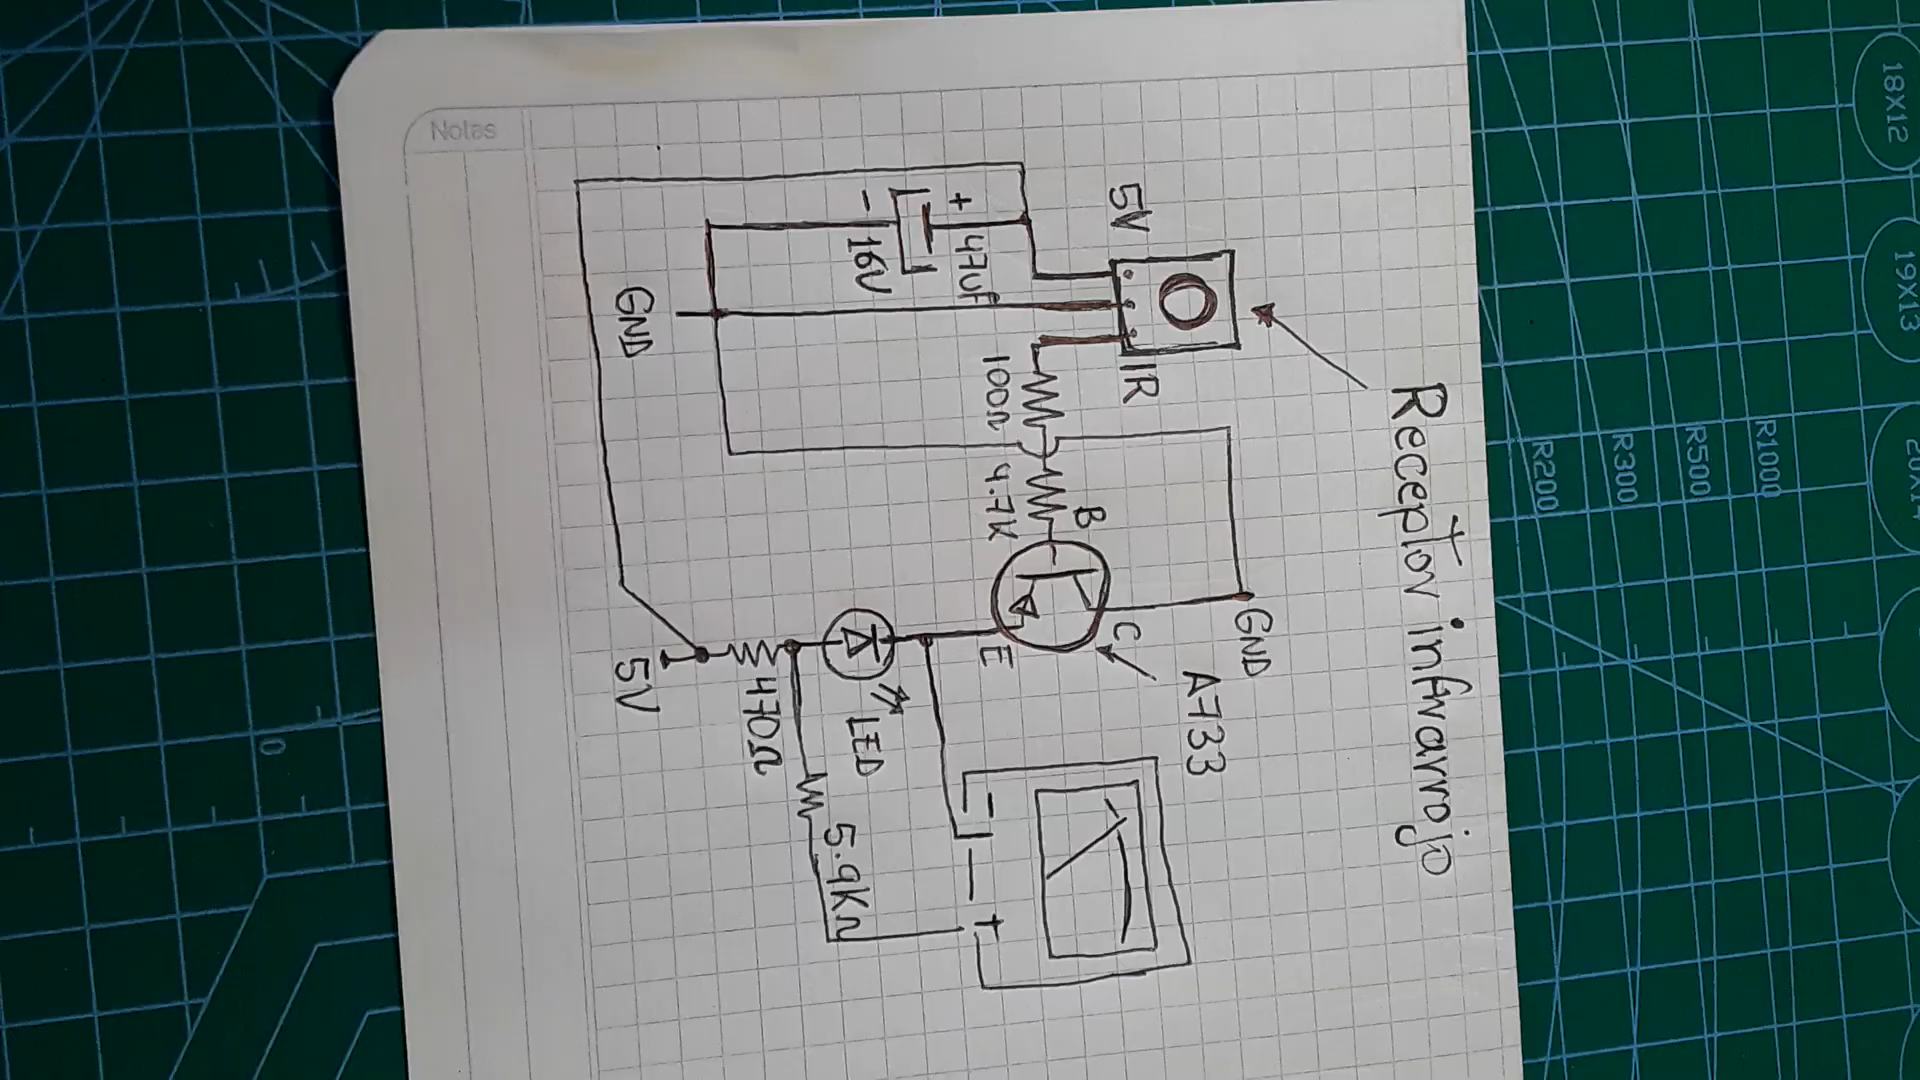 Receptor infrarrojo
5V
IR
+
47uF
-
16V
GND
100Ω
4.7K
B
C
E
GND
A733
LED
470Ω
5V
5.9KΩ
-
+
Notas
18X12
19X13
20X14
R1000
R500
R300
R200
0